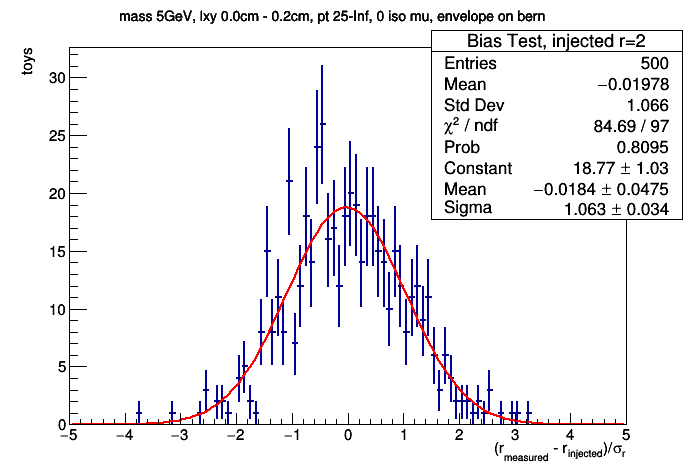 mass 5GeV, lxy 0.0cm - 0.2cm, pt 25-Inf, 0 iso mu, envelope on bern
toys
Bias Test, injected r=2
Entries 500
Mean −0.01978
Std Dev 1.066
χ² / ndf 84.69 / 97
Prob 0.8095
Constant 18.77 ± 1.03
Mean −0.0184 ± 0.0475
Sigma 1.063 ± 0.034
30
25
20
15
10
5
0
−5 −4 −3 −2 −1 0 1 2 3 4 5
(r_measured - r_injected)/σ_r